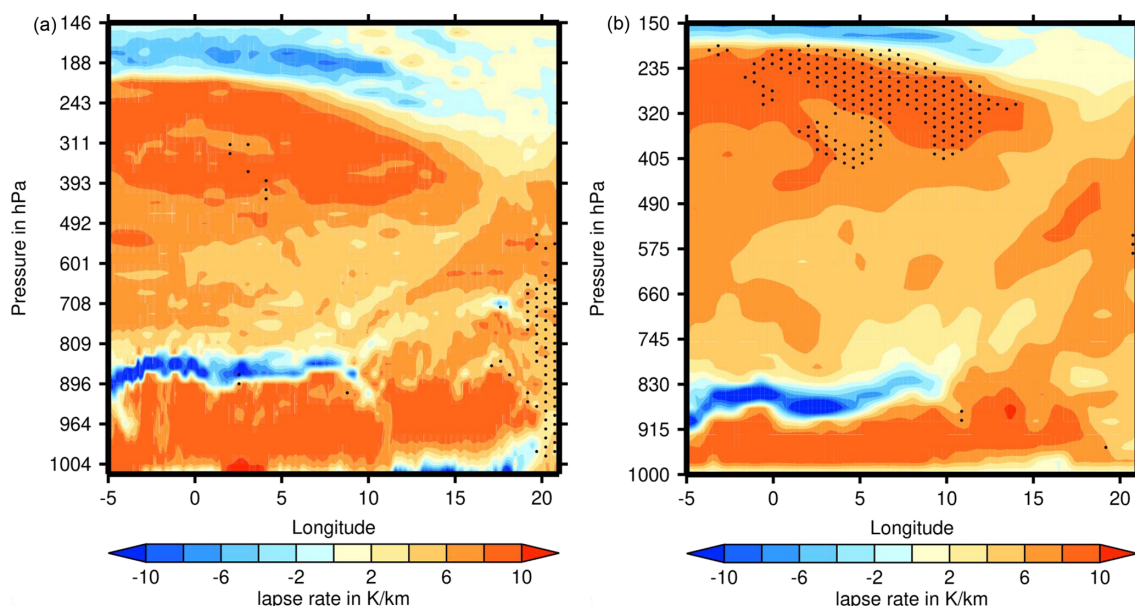 (a)
146
188
243
311
393
492
601
708
809
896
964
1004
Pressure in hPa
-5 0 5 10 15 20
Longitude
-10 -6 -2 2 6 10
lapse rate in K/km
(b)
150
235
320
405
490
575
660
745
830
915
1000
Pressure in hPa
-5 0 5 10 15 20
Longitude
-10 -6 -2 2 6 10
lapse rate in K/km